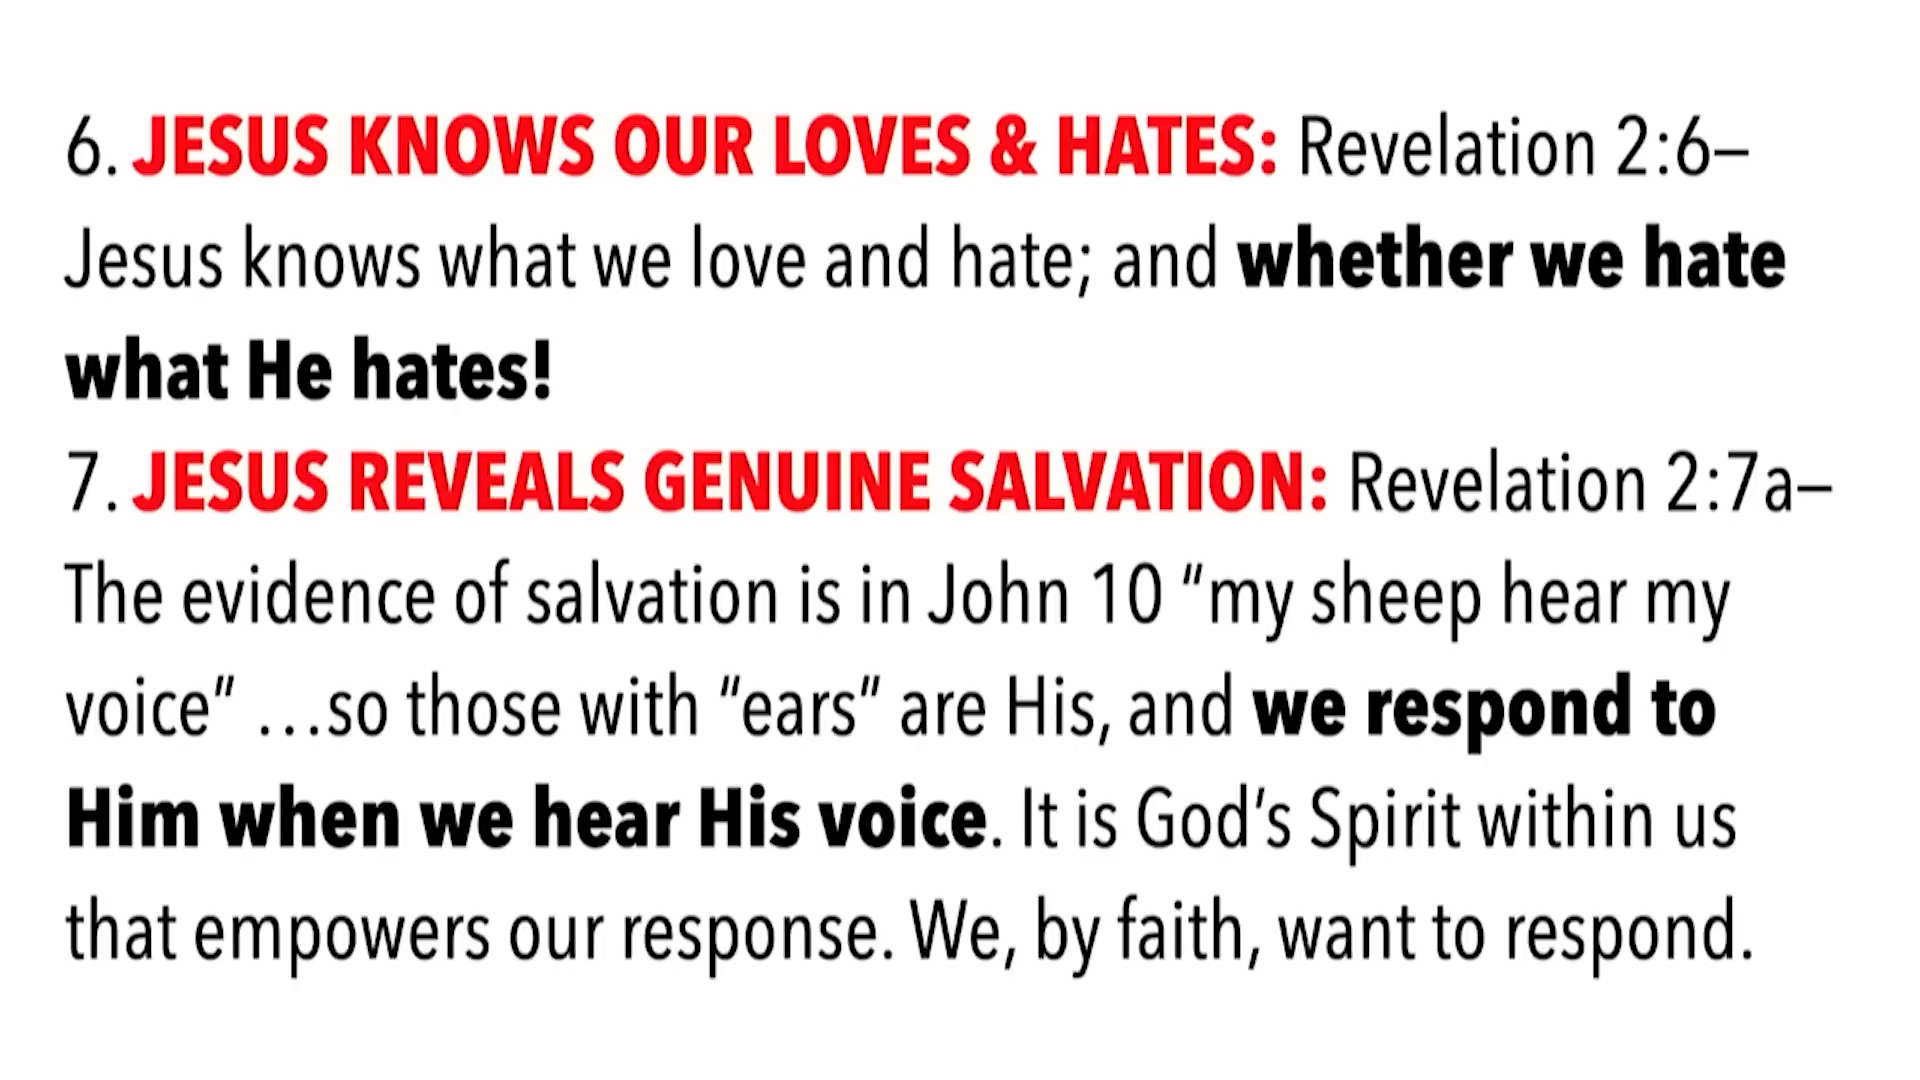 6. JESUS KNOWS OUR LOVES & HATES: Revelation 2:6–
Jesus knows what we love and hate; and whether we hate
what He hates!
7. JESUS REVEALS GENUINE SALVATION: Revelation 2:7a–
The evidence of salvation is in John 10 “my sheep hear my
voice” …so those with “ears” are His, and we respond to
Him when we hear His voice. It is God’s Spirit within us
that empowers our response. We, by faith, want to respond.